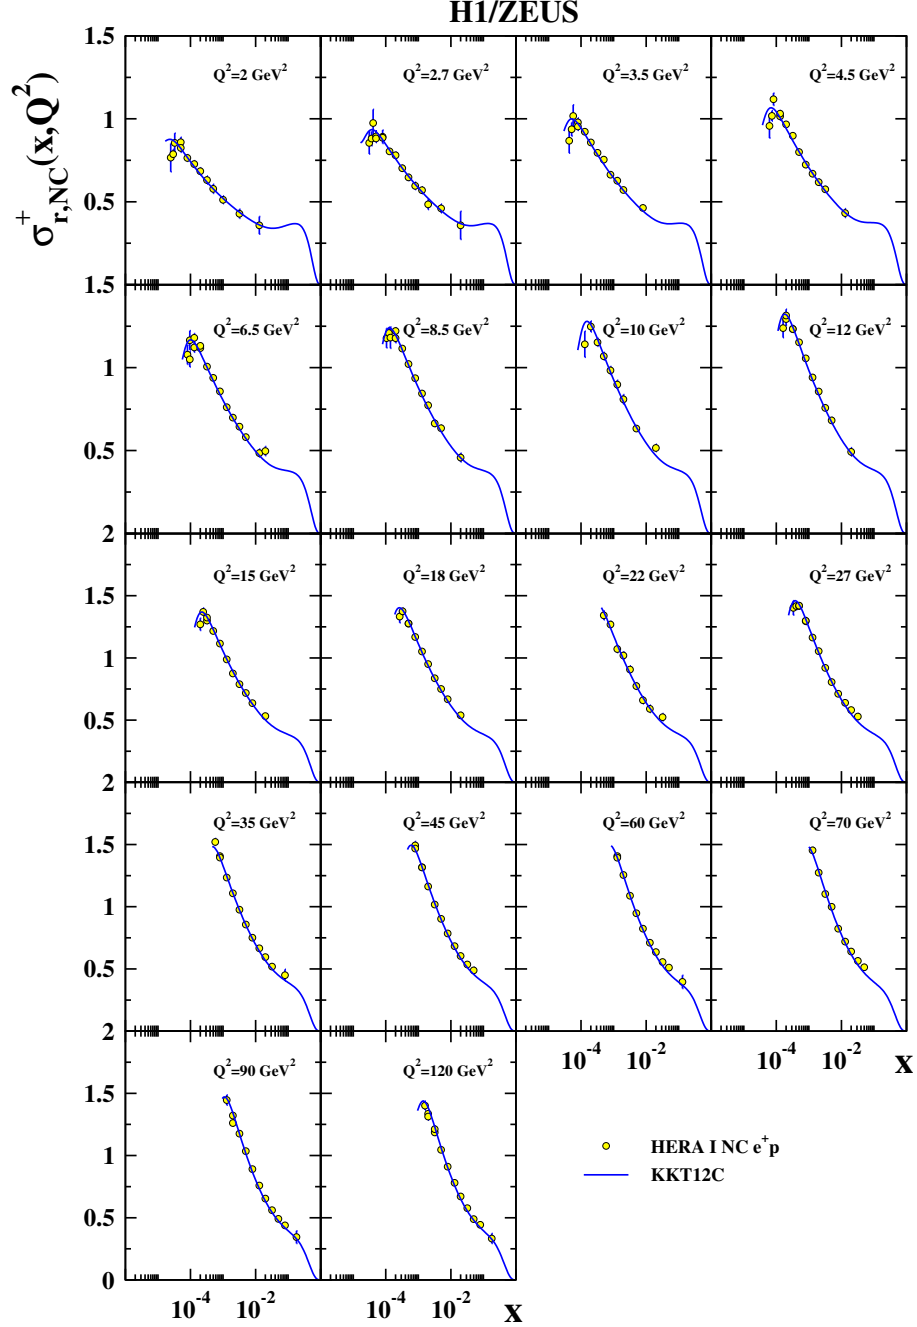 H1/ZEUS
σ⁺r,NC(x,Q²)
1.5
Q²=2 GeV² Q²=2.7 GeV² Q²=3.5 GeV² Q²=4.5 GeV²
1
0.5
1.5
Q²=6.5 GeV² Q²=8.5 GeV² Q²=10 GeV² Q²=12 GeV²
1
0.5
2
Q²=15 GeV² Q²=18 GeV² Q²=22 GeV² Q²=27 GeV²
1.5
1
0.5
2
Q²=35 GeV² Q²=45 GeV² Q²=60 GeV² Q²=70 GeV²
1.5
1
0.5
2
10⁻⁴ 10⁻² 10⁻⁴ 10⁻² x
Q²=90 GeV² Q²=120 GeV²
1.5
1
HERA I NC e⁺p
KKT12C
0.5
0
10⁻⁴ 10⁻² 10⁻⁴ 10⁻² x